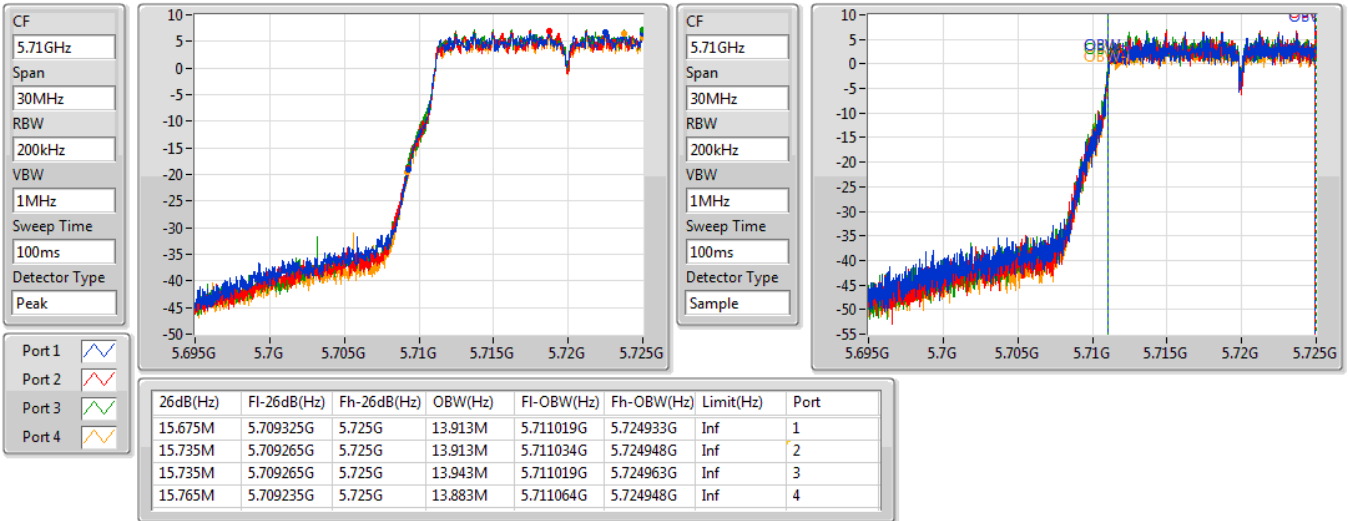 CF
5.71GHz
Span
30MHz
RBW
200kHz
VBW
1MHz
Sweep Time
100ms
Detector Type
Peak
10
5
0
-5
-10
-15
-20
-25
-30
-35
-40
-45
-50
5.695G 5.7G 5.705G 5.71G 5.715G 5.72G 5.725G
CF
5.71GHz
Span
30MHz
RBW
200kHz
VBW
1MHz
Sweep Time
100ms
Detector Type
Sample
10
5
0
-5
-10
-15
-20
-25
-30
-35
-40
-45
-50
-55
5.695G 5.7G 5.705G 5.71G 5.715G 5.72G 5.725G
OBW
OBW
Port 1
Port 2
Port 3
Port 4
26dB(Hz) Fl-26dB(Hz) Fh-26dB(Hz) OBW(Hz) Fl-OBW(Hz) Fh-OBW(Hz) Limit(Hz) Port
15.675M 5.709325G 5.725G 13.913M 5.711019G 5.724933G Inf 1
15.735M 5.709265G 5.725G 13.913M 5.711034G 5.724948G Inf 2
15.735M 5.709265G 5.725G 13.943M 5.711019G 5.724963G Inf 3
15.765M 5.709235G 5.725G 13.883M 5.711064G 5.724948G Inf 4